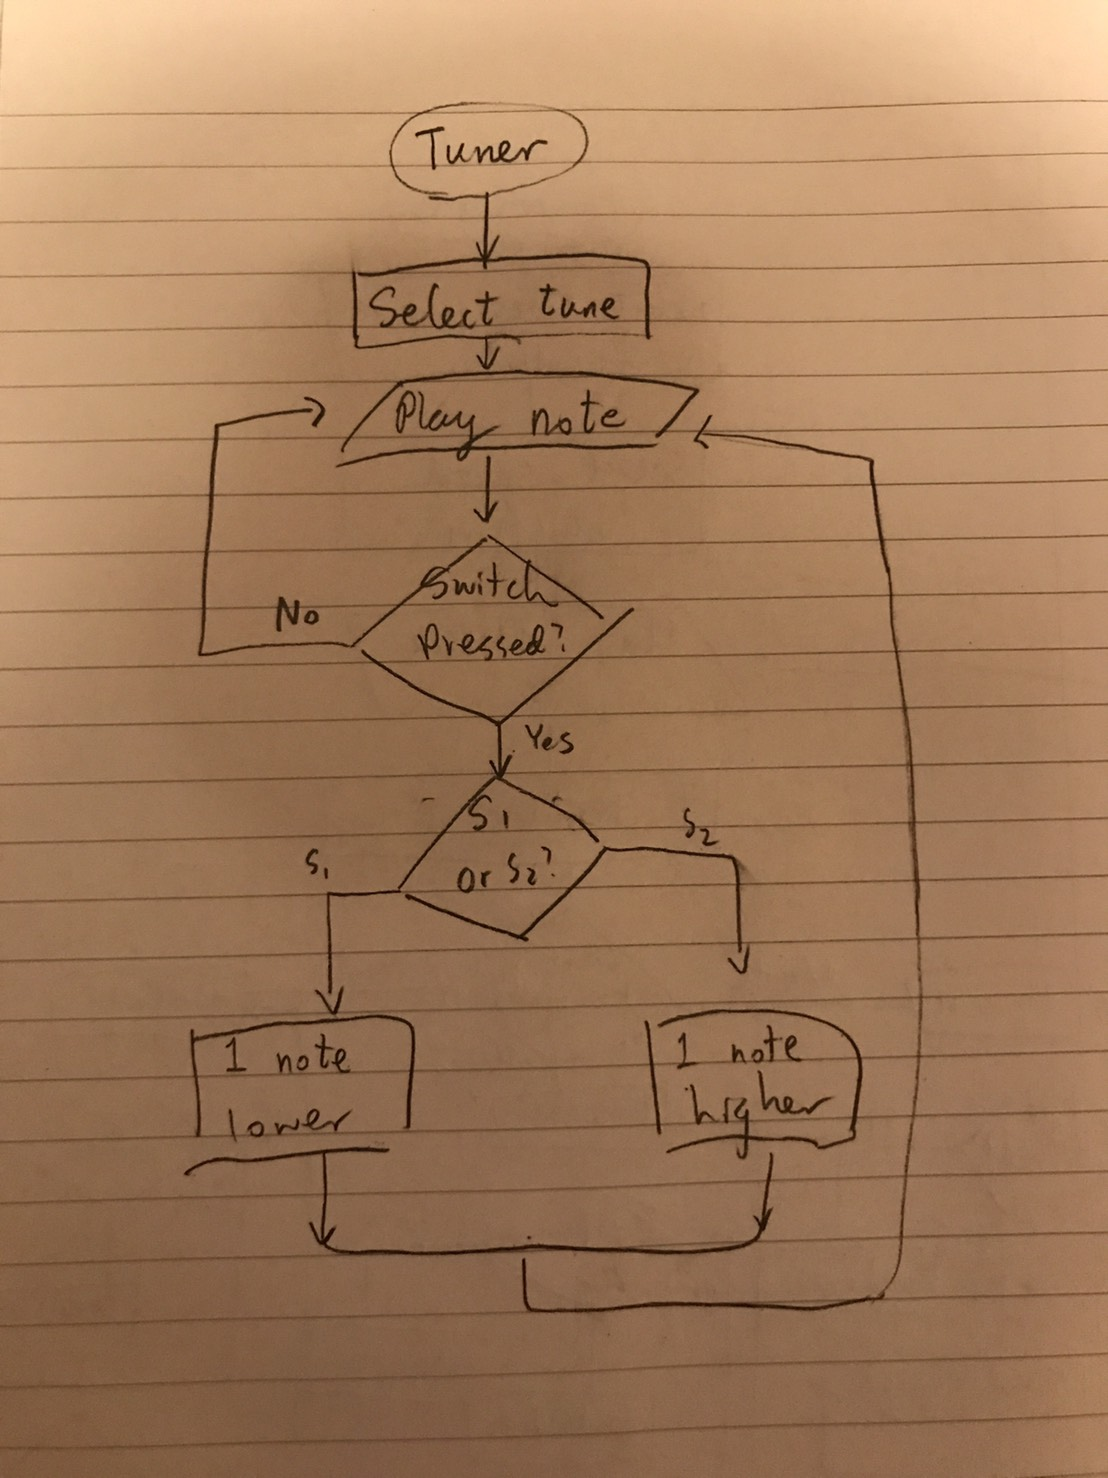 Tuner
Select tune
Play note
Switch
Pressed?
No
Yes
S1
or S2?
S1
S2
1 note
lower
1 note
higher